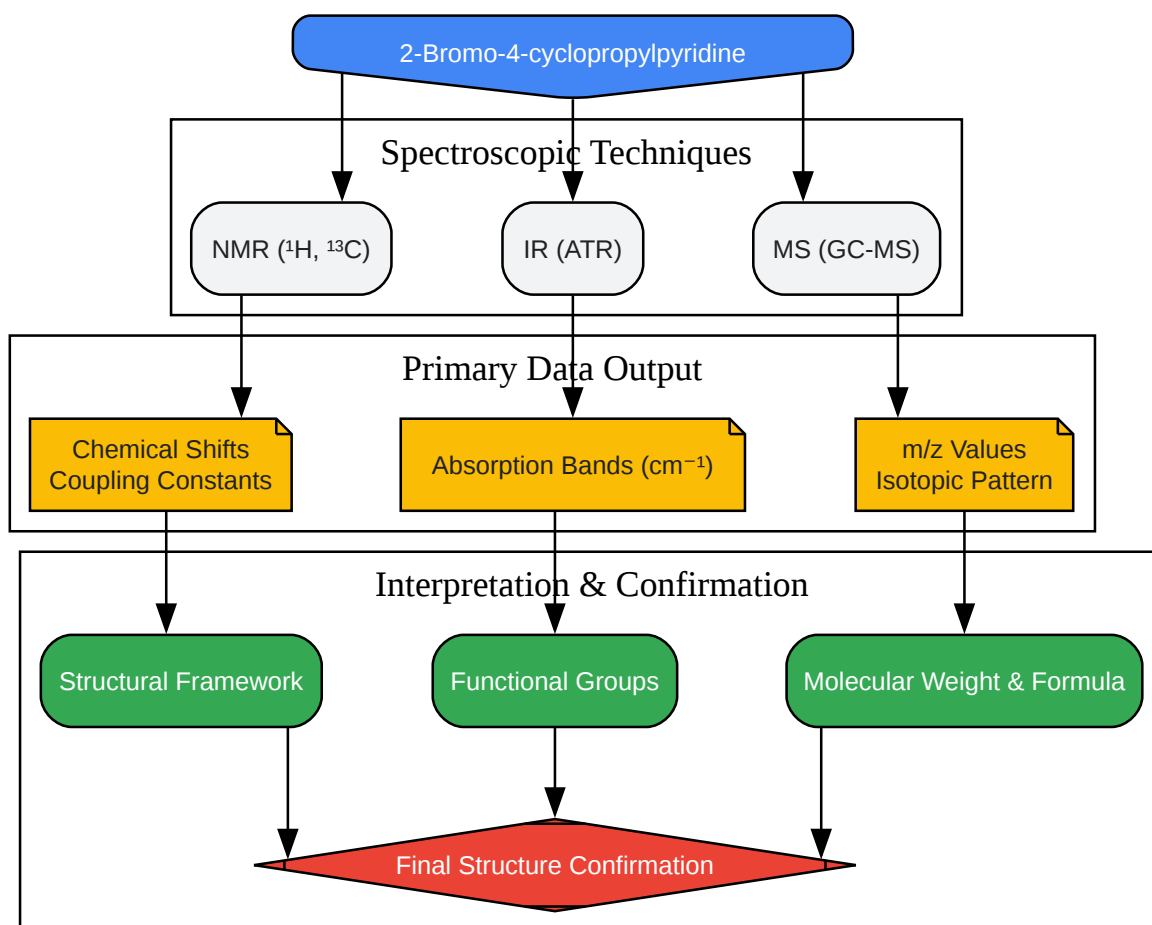 2-Bromo-4-cyclopropylpyridine
Spectroscopic Techniques
NMR (¹H, ¹³C)
IR (ATR)
MS (GC-MS)
Primary Data Output
Chemical Shifts
Coupling Constants
Absorption Bands (cm⁻¹)
m/z Values
Isotopic Pattern
Interpretation & Confirmation
Structural Framework
Functional Groups
Molecular Weight & Formula
Final Structure Confirmation